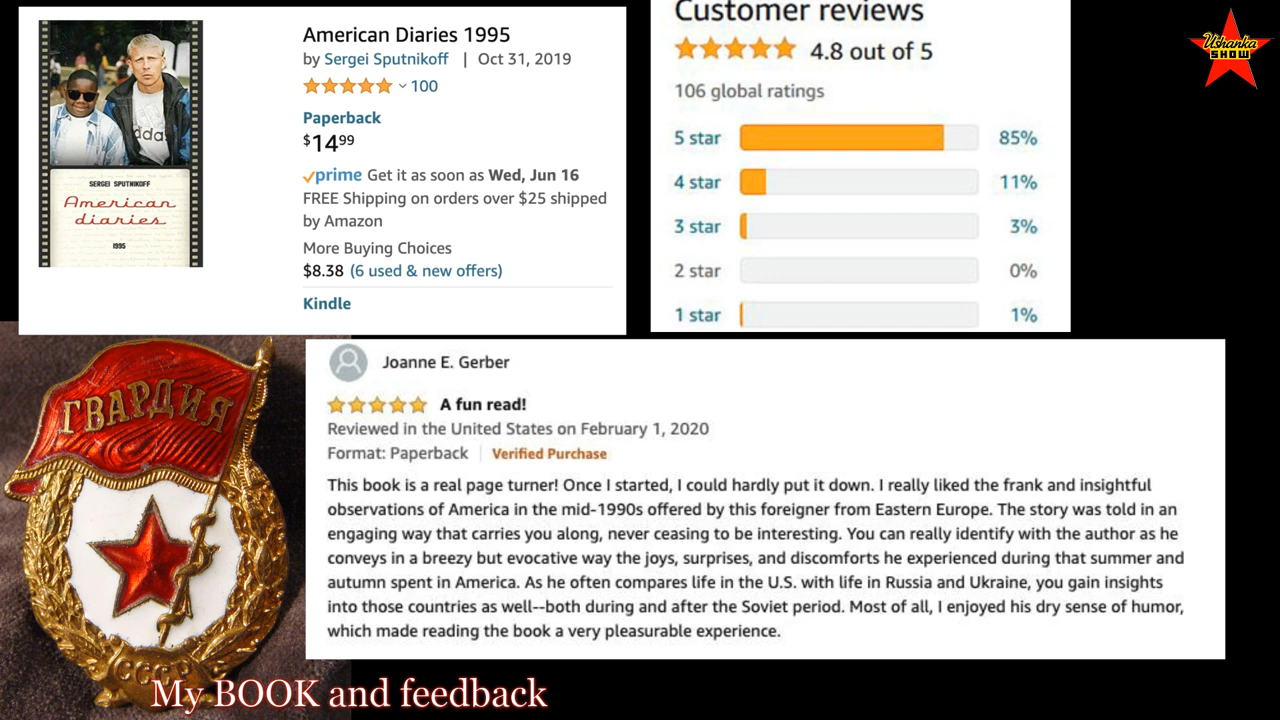 American Diaries 1995
by Sergei Sputnikoff | Oct 31, 2019
100
Paperback
$14⁹⁹
prime Get it as soon as Wed, Jun 16
FREE Shipping on orders over $25 shipped
by Amazon
More Buying Choices
$8.38 (6 used & new offers)
Kindle
adidas
SERGEI SPUTNIKOFF
American
diaries
1995
Customer reviews
4.8 out of 5
106 global ratings
5 star 85%
4 star 11%
3 star 3%
2 star 0%
1 star 1%
Ushanka
SHOW
Joanne E. Gerber
A fun read!
Reviewed in the United States on February 1, 2020
Format: Paperback | Verified Purchase
This book is a real page turner! Once I started, I could hardly put it down. I really liked the frank and insightful
observations of America in the mid-1990s offered by this foreigner from Eastern Europe. The story was told in an
engaging way that carries you along, never ceasing to be interesting. You can really identify with the author as he
conveys in a breezy but evocative way the joys, surprises, and discomforts he experienced during that summer and
autumn spent in America. As he often compares life in the U.S. with life in Russia and Ukraine, you gain insights
into those countries as well--both during and after the Soviet period. Most of all, I enjoyed his dry sense of humor,
which made reading the book a very pleasurable experience.
ГВАРДИЯ
СССР
My BOOK and feedback